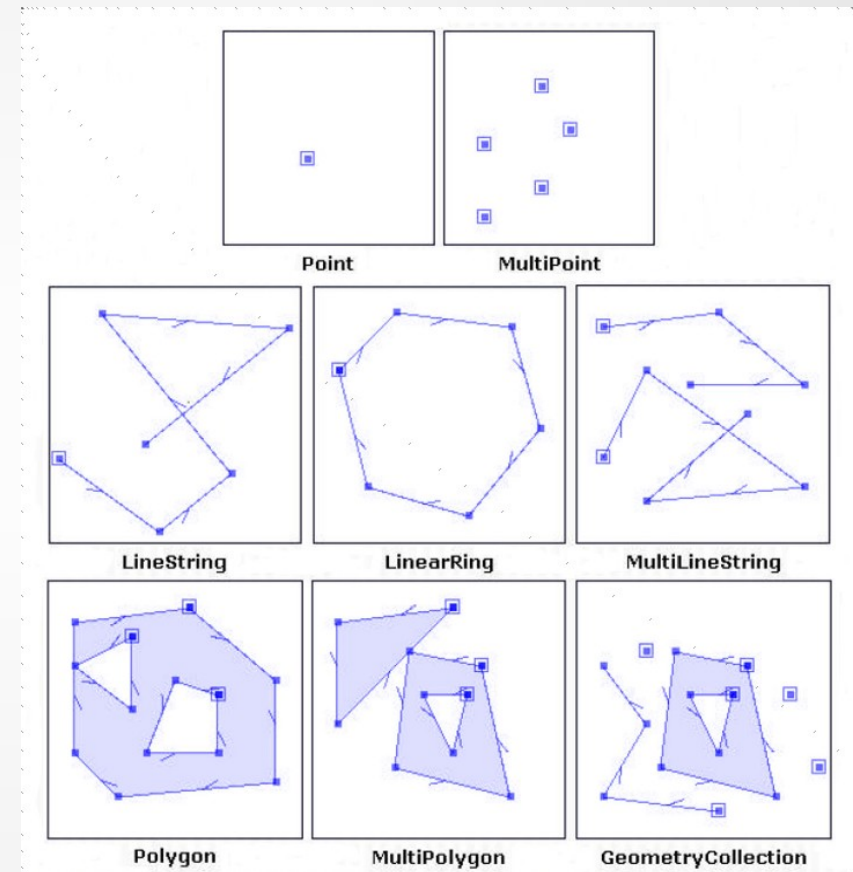 Point
MultiPoint
LineString
LinearRing
MultiLineString
Polygon
MultiPolygon
GeometryCollection